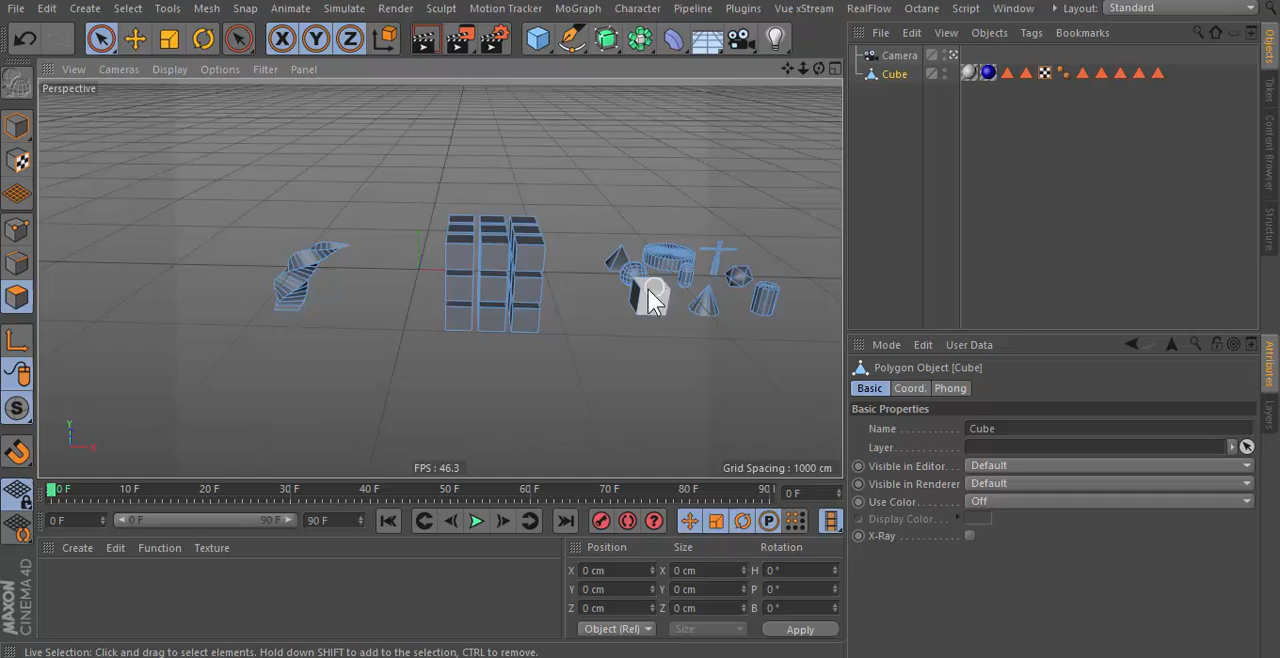 File Edit Create Select Tools Mesh Snap Animate Simulate Render Sculpt Motion Tracker MoGraph Character Pipeline Plugins Vue xStream RealFlow Octane Script Window Layout: Standard
File Edit View Objects Tags Bookmarks
Camera
Cube
View Cameras Display Options Filter Panel
Perspective
Y
X
FPS : 46.3
Grid Spacing : 1000 cm
0 F 10 F 20 F 30 F 40 F 50 F 60 F 70 F 80 F 90 0 F
0 F 0 F 90 F 90 F
Create Edit Function Texture
Position Size Rotation
X 0 cm X 0 cm H 0 °
Y 0 cm Y 0 cm P 0 °
Z 0 cm Z 0 cm B 0 °
Object (Rel) Size Apply
Mode Edit User Data
Polygon Object [Cube]
Basic Coord. Phong
Basic Properties
Name . . . . . . . . . . . Cube
Layer. . . . . . . . . . .
Visible in Editor. . . Default
Visible in Renderer Default
Use Color. . . . . . . Off
Display Color. . .
X-Ray . . . . . . . . .
Objects
Takes
Content Browser
Structure
Attributes
Layers
MAXON
CINEMA 4D
Live Selection: Click and drag to select elements. Hold down SHIFT to add to the selection, CTRL to remove.